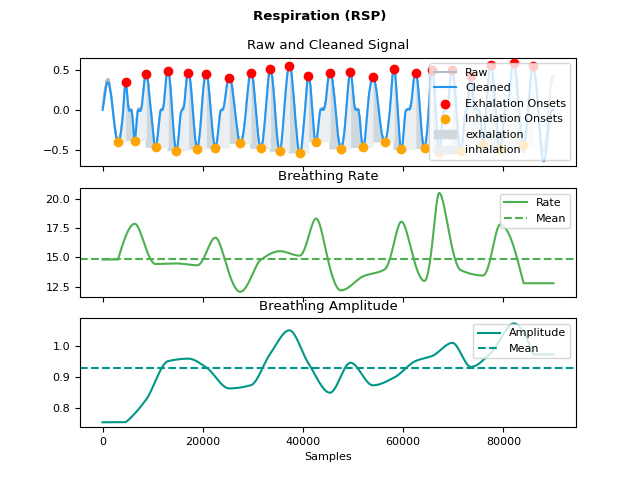 Respiration (RSP)
Raw and Cleaned Signal
0.5
0.0
−0.5
Raw
Cleaned
Exhalation Onsets
Inhalation Onsets
exhalation
inhalation
Breathing Rate
20.0
17.5
15.0
12.5
Rate
Mean
Breathing Amplitude
1.0
0.9
0.8
Amplitude
Mean
0 20000 40000 60000 80000
Samples